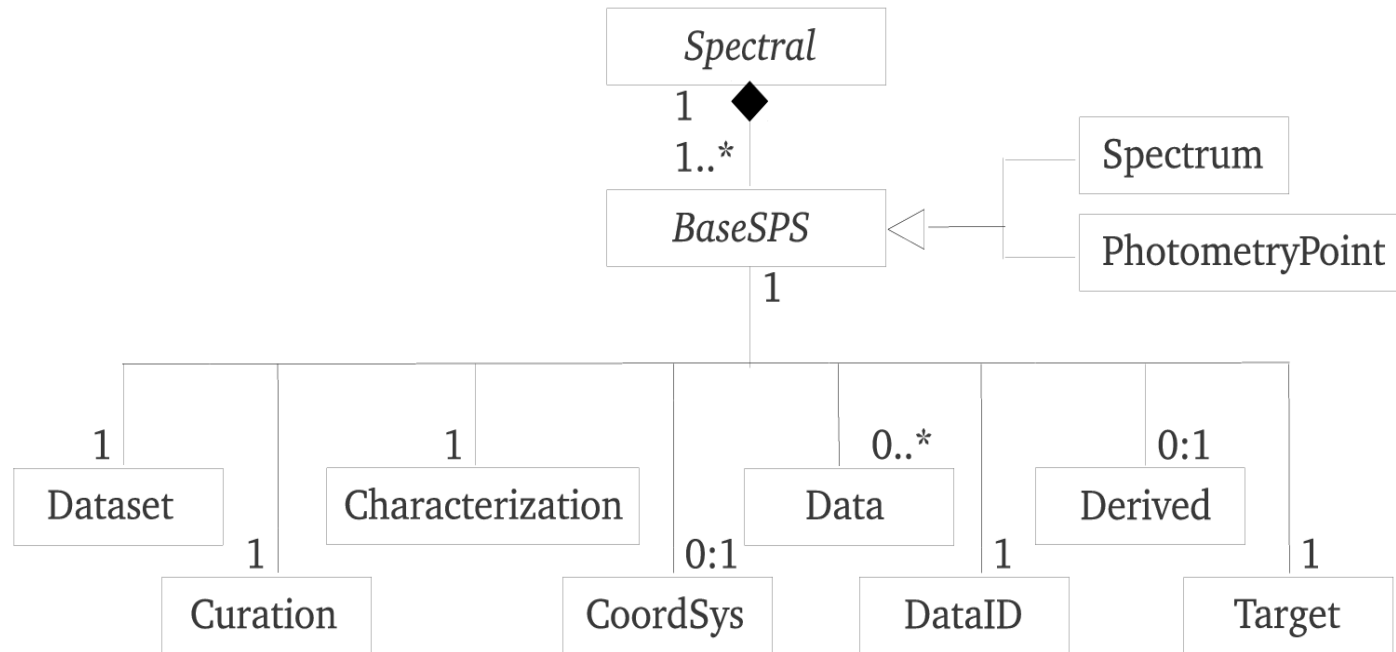 Spectral
1
1..*
Spectrum
BaseSPS
PhotometryPoint
1
1
1
0..*
0:1
Dataset
Characterization
Data
Derived
1
0:1
1
1
Curation
CoordSys
DataID
Target